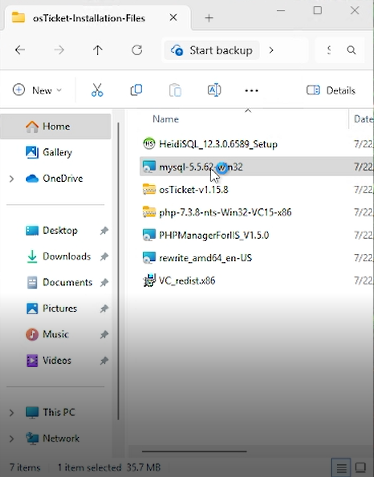 osTicket-Installation-Files
Start backup
New
Details
Home
Gallery
OneDrive
Desktop
Downloads
Documents
Pictures
Music
Videos
This PC
Network
Name
Date
HeidiSQL_12.3.0.6589_Setup
7/22,
mysql-5.5.62-win32
7/22,
osTicket-v1.15.8
7/22,
php-7.3.8-nts-Win32-VC15-x86
7/22,
PHPManagerForIIS_V1.5.0
7/22,
rewrite_amd64_en-US
7/22,
VC_redist.x86
7/22,
7 items
1 item selected 35.7 MB